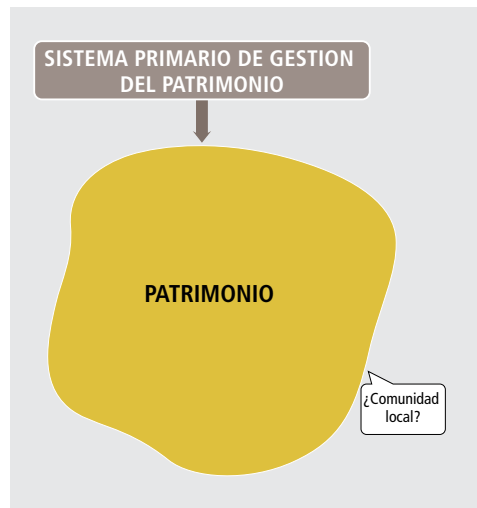 SISTEMA PRIMARIO DE GESTION
DEL PATRIMONIO
PATRIMONIO
¿Comunidad
local?